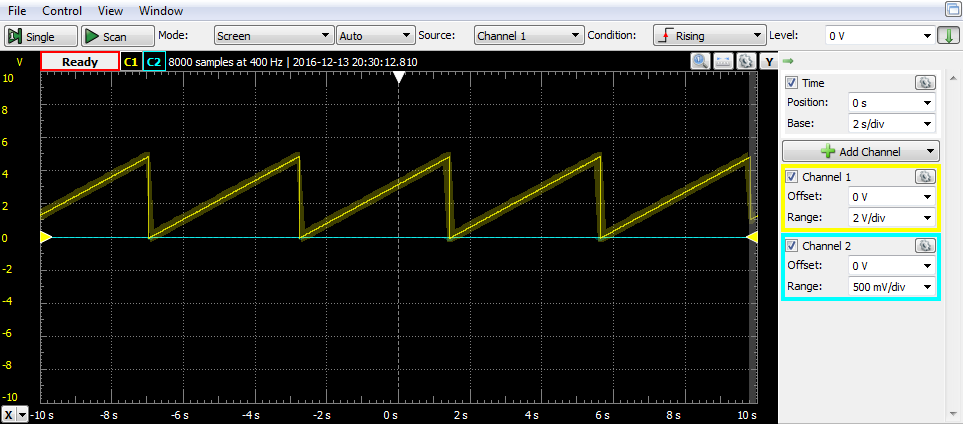 File Control View Window
Single Scan Mode: Screen Auto Source: Channel 1 Condition: Rising Level: 0 V
V Ready C1 C2 8000 samples at 400 Hz | 2016-12-13 20:30:12.810 Y
10
8
6
4
2
0
-2
-4
-6
-8
-10
X -10 s -8 s -6 s -4 s -2 s 0 s 2 s 4 s 6 s 8 s 10 s
Time
Position: 0 s
Base: 2 s/div
Add Channel
Channel 1
Offset: 0 V
Range: 2 V/div
Channel 2
Offset: 0 V
Range: 500 mV/div